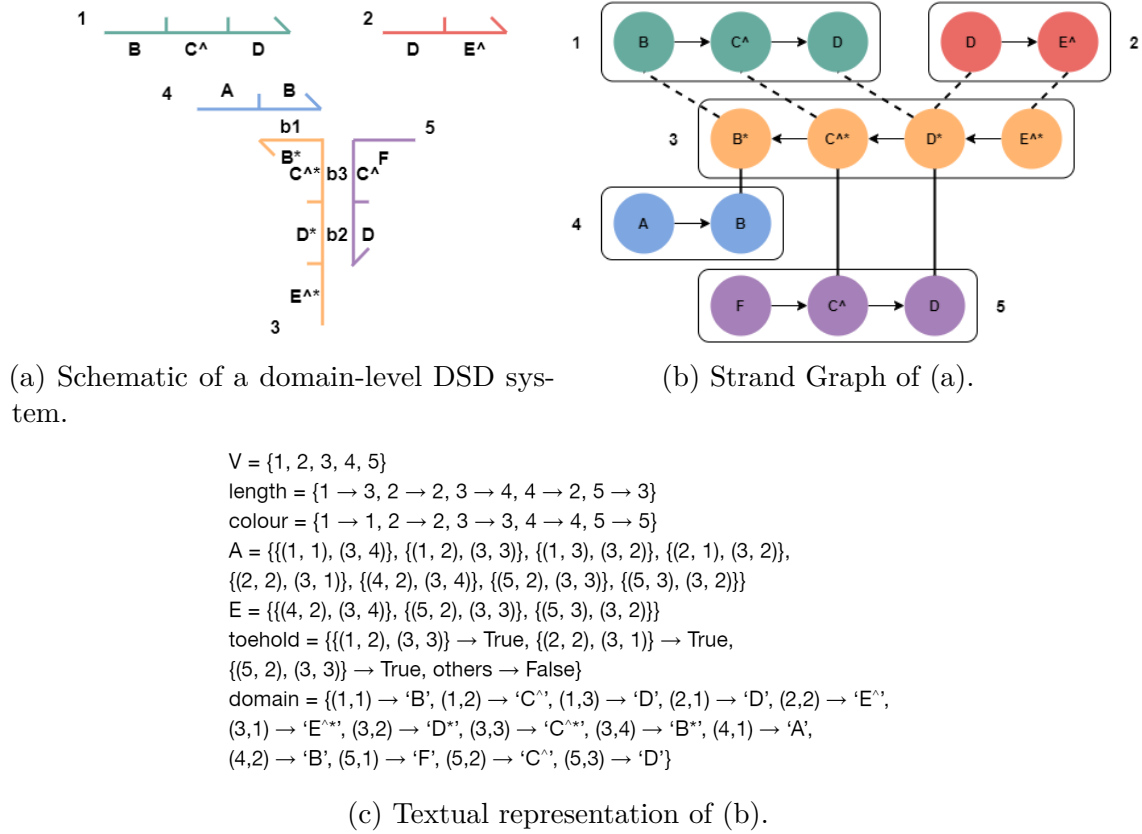 1
B C^ D
2
D E^
4
A B
b1
5
B*
F
C^* b3 C^
D* b2 D
E^*
3
1
B C^ D
D E^
2
3
B* C^* D* E^*
4
A B
F C^ D
5
(a) Schematic of a domain-level DSD sys-
tem.
(b) Strand Graph of (a).
V = {1, 2, 3, 4, 5}
length = {1 → 3, 2 → 2, 3 → 4, 4 → 2, 5 → 3}
colour = {1 → 1, 2 → 2, 3 → 3, 4 → 4, 5 → 5}
A = {{(1, 1), (3, 4)}, {(1, 2), (3, 3)}, {(1, 3), (3, 2)}, {(2, 1), (3, 2)},
{(2, 2), (3, 1)}, {(4, 2), (3, 4)}, {(5, 2), (3, 3)}, {(5, 3), (3, 2)}}
E = {{(4, 2), (3, 4)}, {(5, 2), (3, 3)}, {(5, 3), (3, 2)}}
toehold = {{(1, 2), (3, 3)} → True, {(2, 2), (3, 1)} → True,
{(5, 2), (3, 3)} → True, others → False}
domain = {(1,1) → ‘B’, (1,2) → ‘C^’, (1,3) → ‘D’, (2,1) → ‘D’, (2,2) → ‘E^’,
(3,1) → ‘E^*’, (3,2) → ‘D*’, (3,3) → ‘C^*’, (3,4) → ‘B*’, (4,1) → ‘A’,
(4,2) → ‘B’, (5,1) → ‘F’, (5,2) → ‘C^’, (5,3) → ‘D’}
(c) Textual representation of (b).